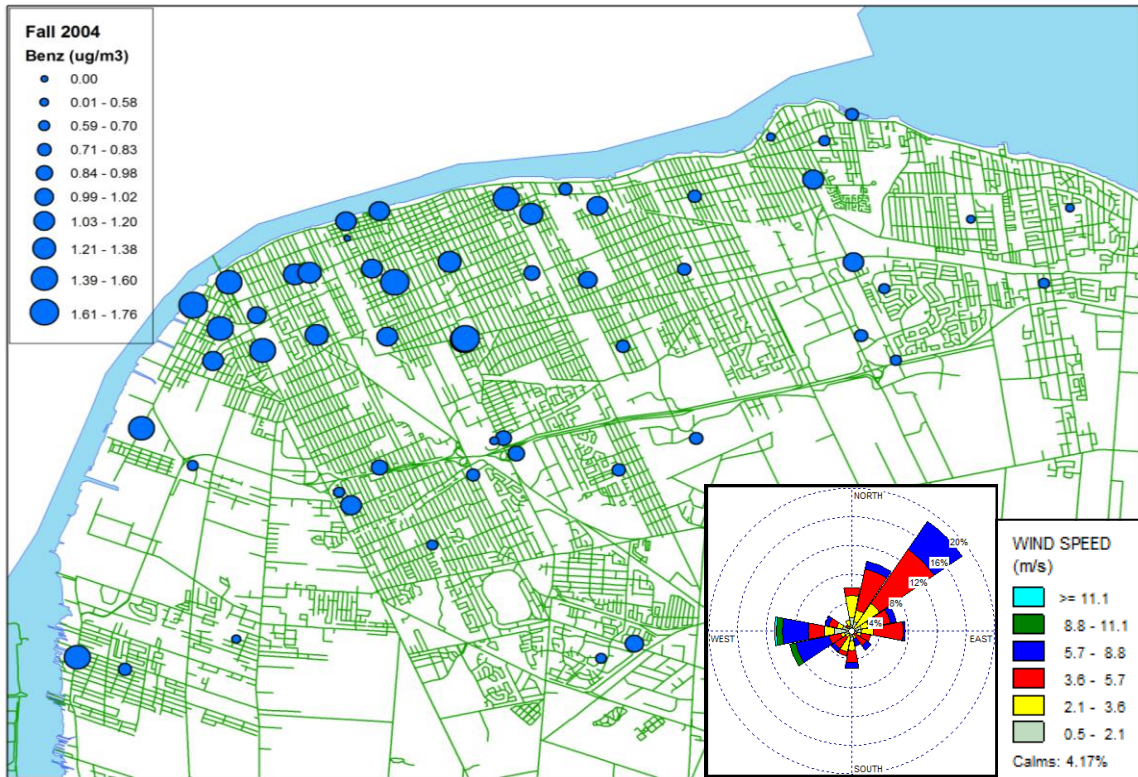 Fall 2004
Benz (ug/m3)
0.00
0.01 - 0.58
0.59 - 0.70
0.71 - 0.83
0.84 - 0.98
0.99 - 1.02
1.03 - 1.20
1.21 - 1.38
1.39 - 1.60
1.61 - 1.76
NORTH
20%
16%
12%
8%
4%
WEST
EAST
SOUTH
WIND SPEED
(m/s)
>= 11.1
8.8 - 11.1
5.7 - 8.8
3.6 - 5.7
2.1 - 3.6
0.5 - 2.1
Calms: 4.17%